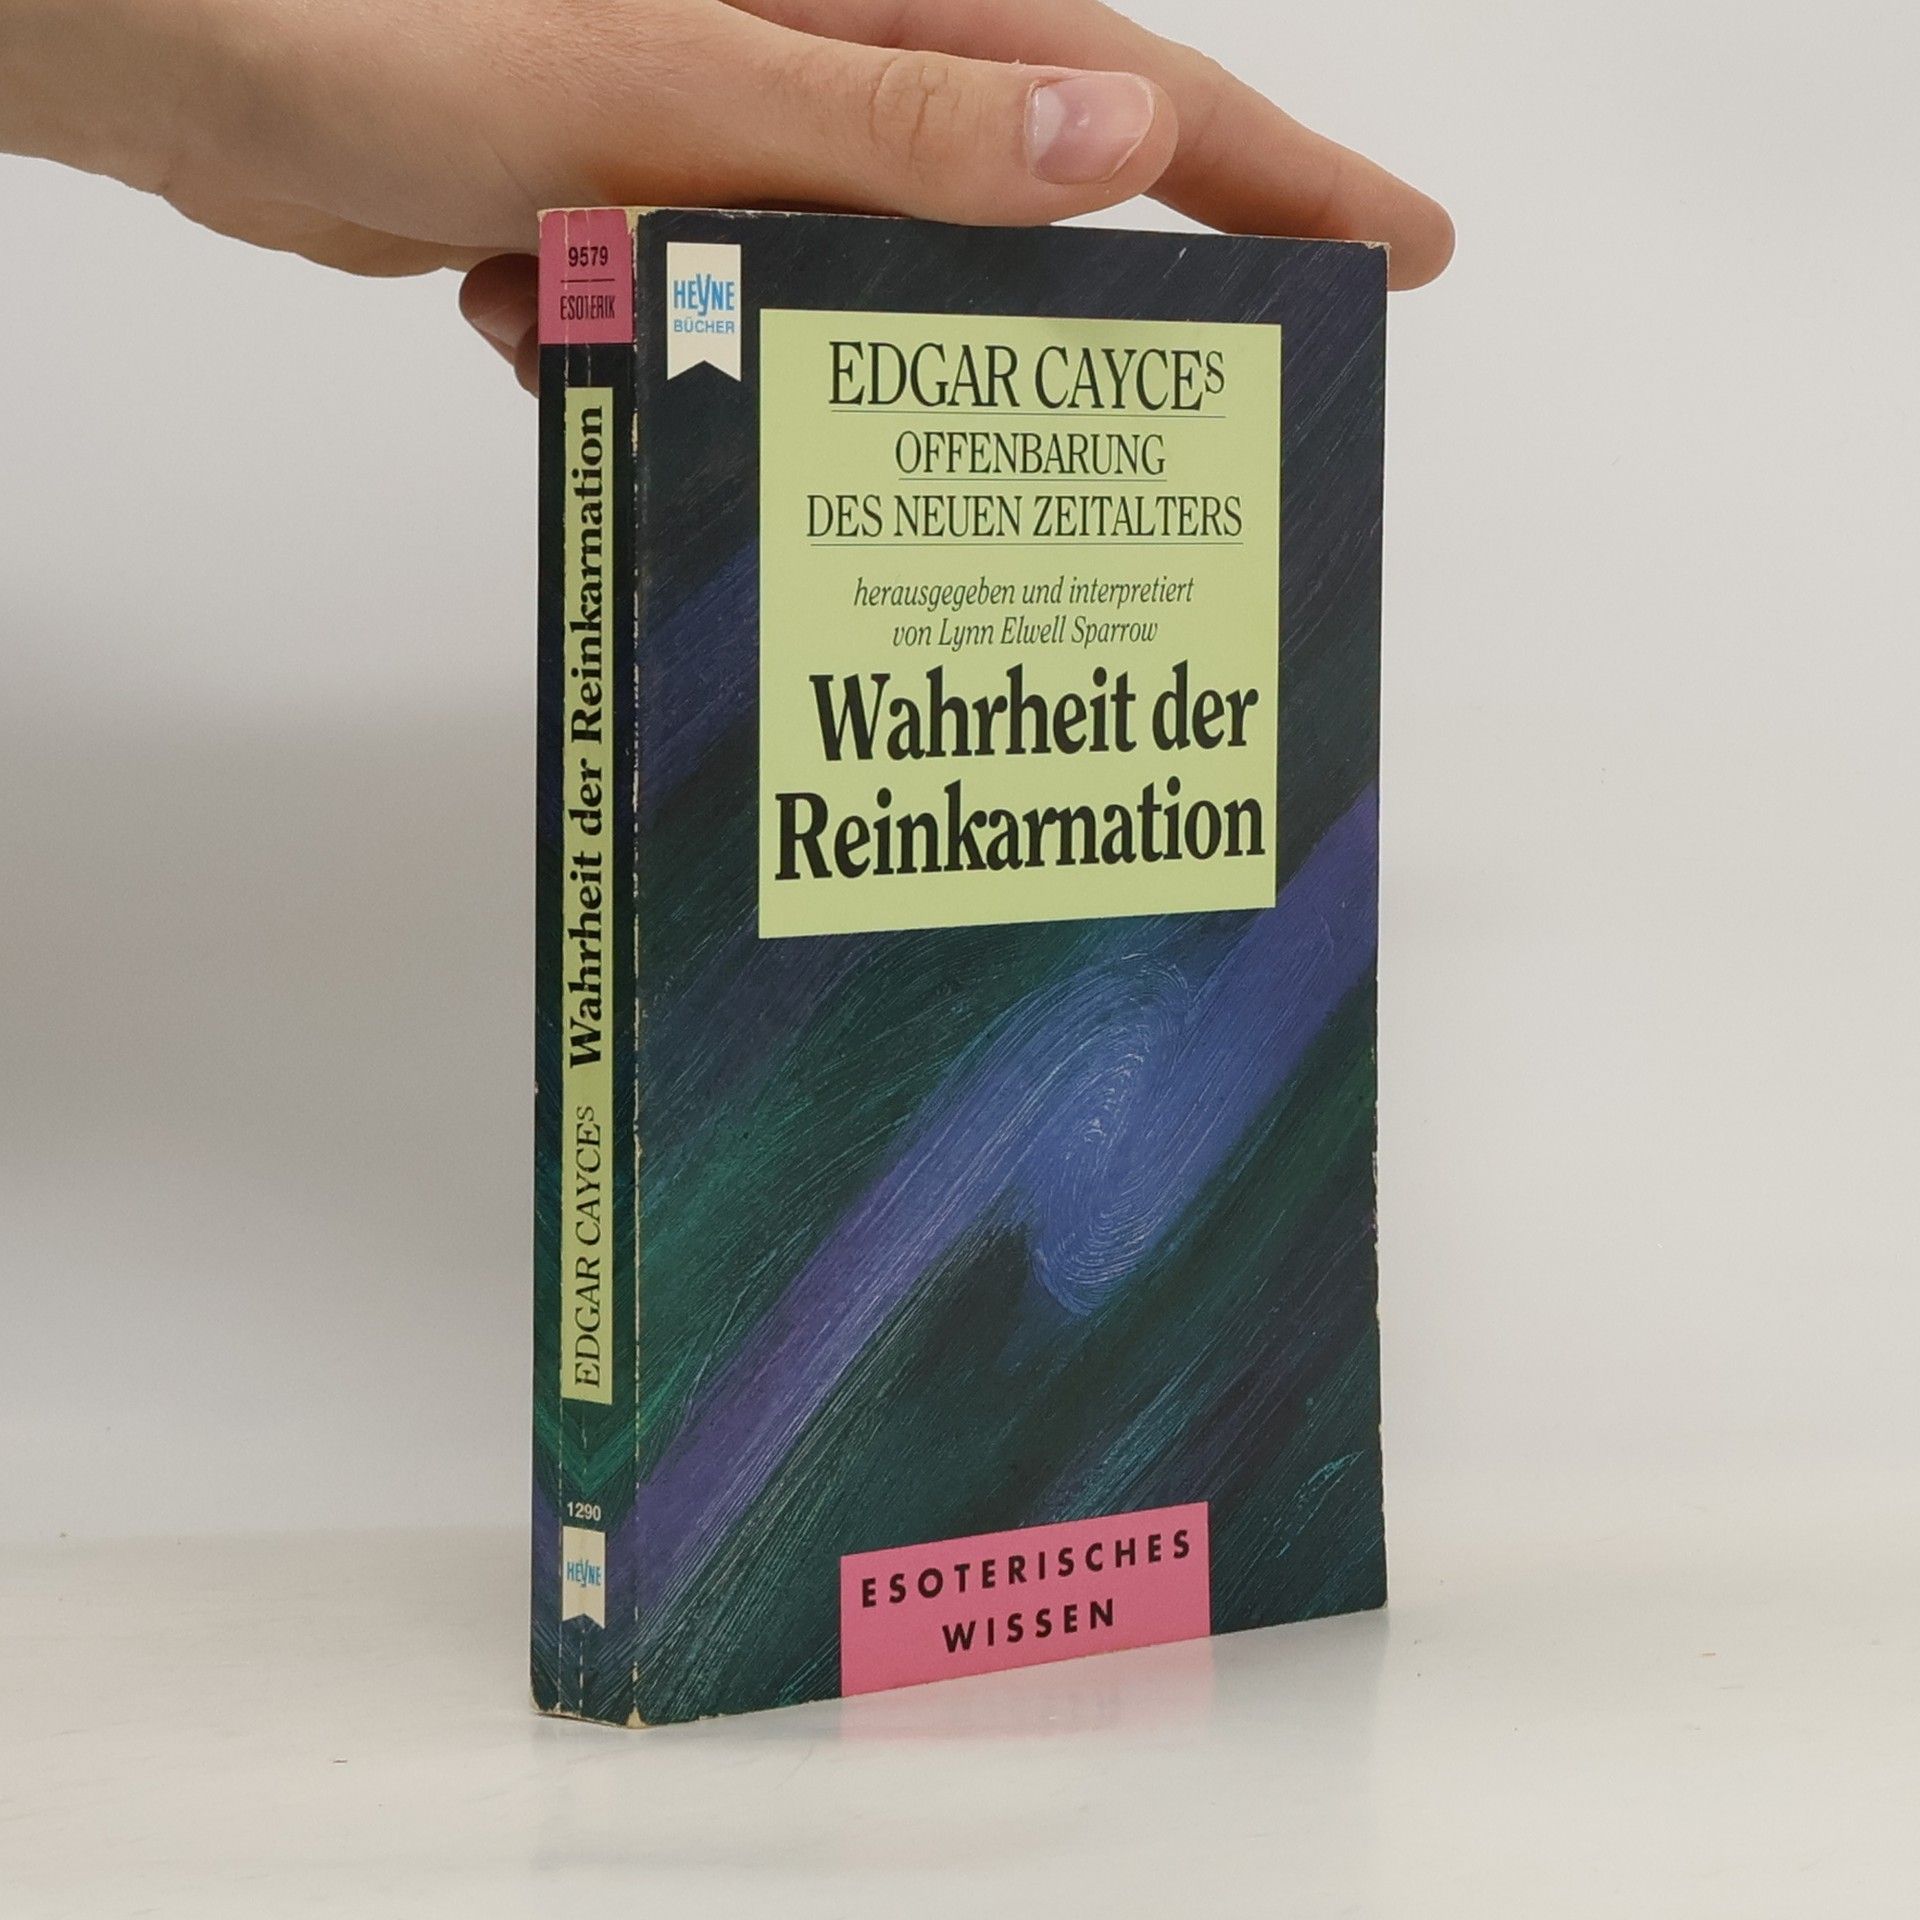 9579
ESOTERIK
EDGAR CAYCES Wahrheit der Reinkarnation
1290
HEYNE
HEYNE
BÜCHER
EDGAR CAYCES
OFFENBARUNG
DES NEUEN ZEITALTERS
herausgegeben und interpretiert
von Lynn Elwell Sparrow
Wahrheit der
Reinkarnation
ESOTERISCHES
WISSEN